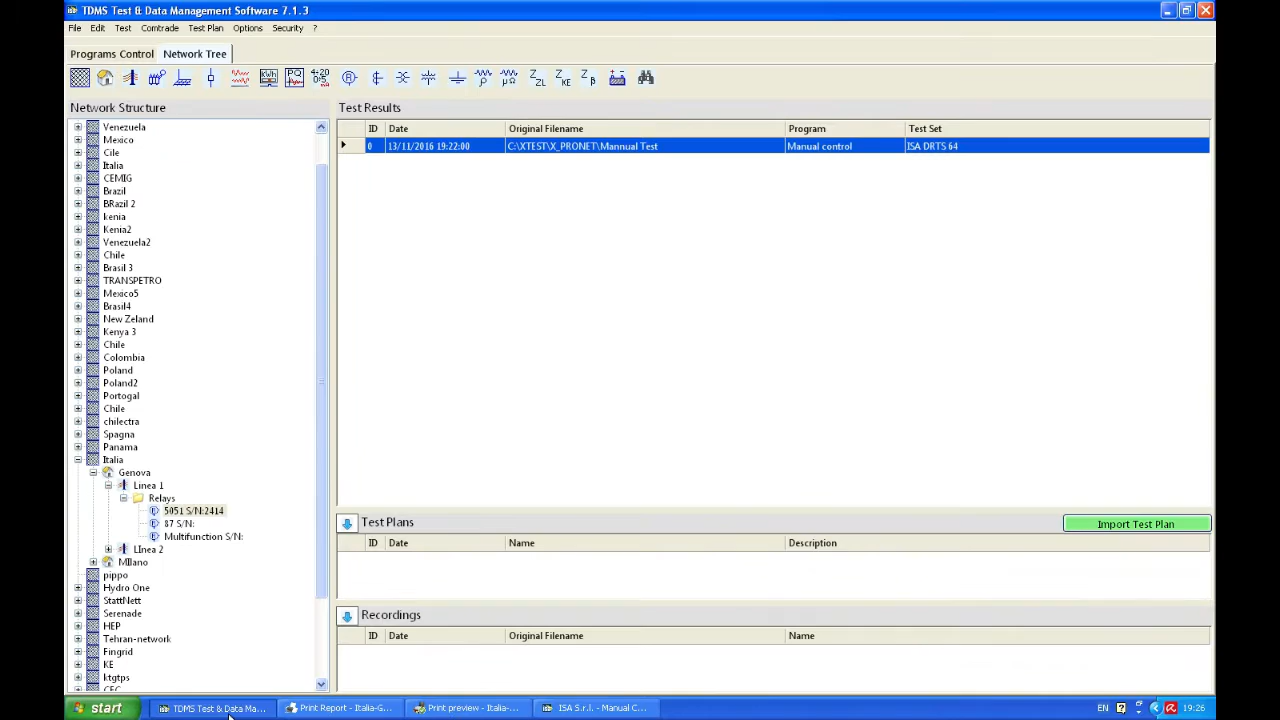 TDMS Test & Data Management Software 7.1.3
File Edit Test Comtrade Test Plan Options Security ?
Programs Control Network Tree
Network Structure
Venezuela
Mexico
Cile
Italia
CEMIG
Brazil
BRazil 2
kenia
Kenia2
Venezuela2
Chile
Brasil 3
TRANSPETRO
Mexico5
Brasil4
New Zeland
Kenya 3
Chile
Colombia
Poland
Poland2
Portogal
Chile
chilectra
Spagna
Panama
Italia
Genova
Linea 1
Relays
5051 S/N:2414
87 S/N:
Multifunction S/N:
LInea 2
MIlano
pippo
Hydro One
StattNett
Serenade
HEP
Tehran-network
Fingrid
KE
ktgtps
CEC
Test Results
ID Date Original Filename Program Test Set
0 13/11/2016 19:22:00 C:\XTEST\X_PRONET\Mannual Test Manual control ISA DRTS 64
Test Plans Import Test Plan
ID Date Name Description
Recordings
ID Date Original Filename Name
start TDMS Test & Data Ma... Print Report - Italia-G... Print preview - Italia-... ISA S.r.l. - Manual C... EN 19:26